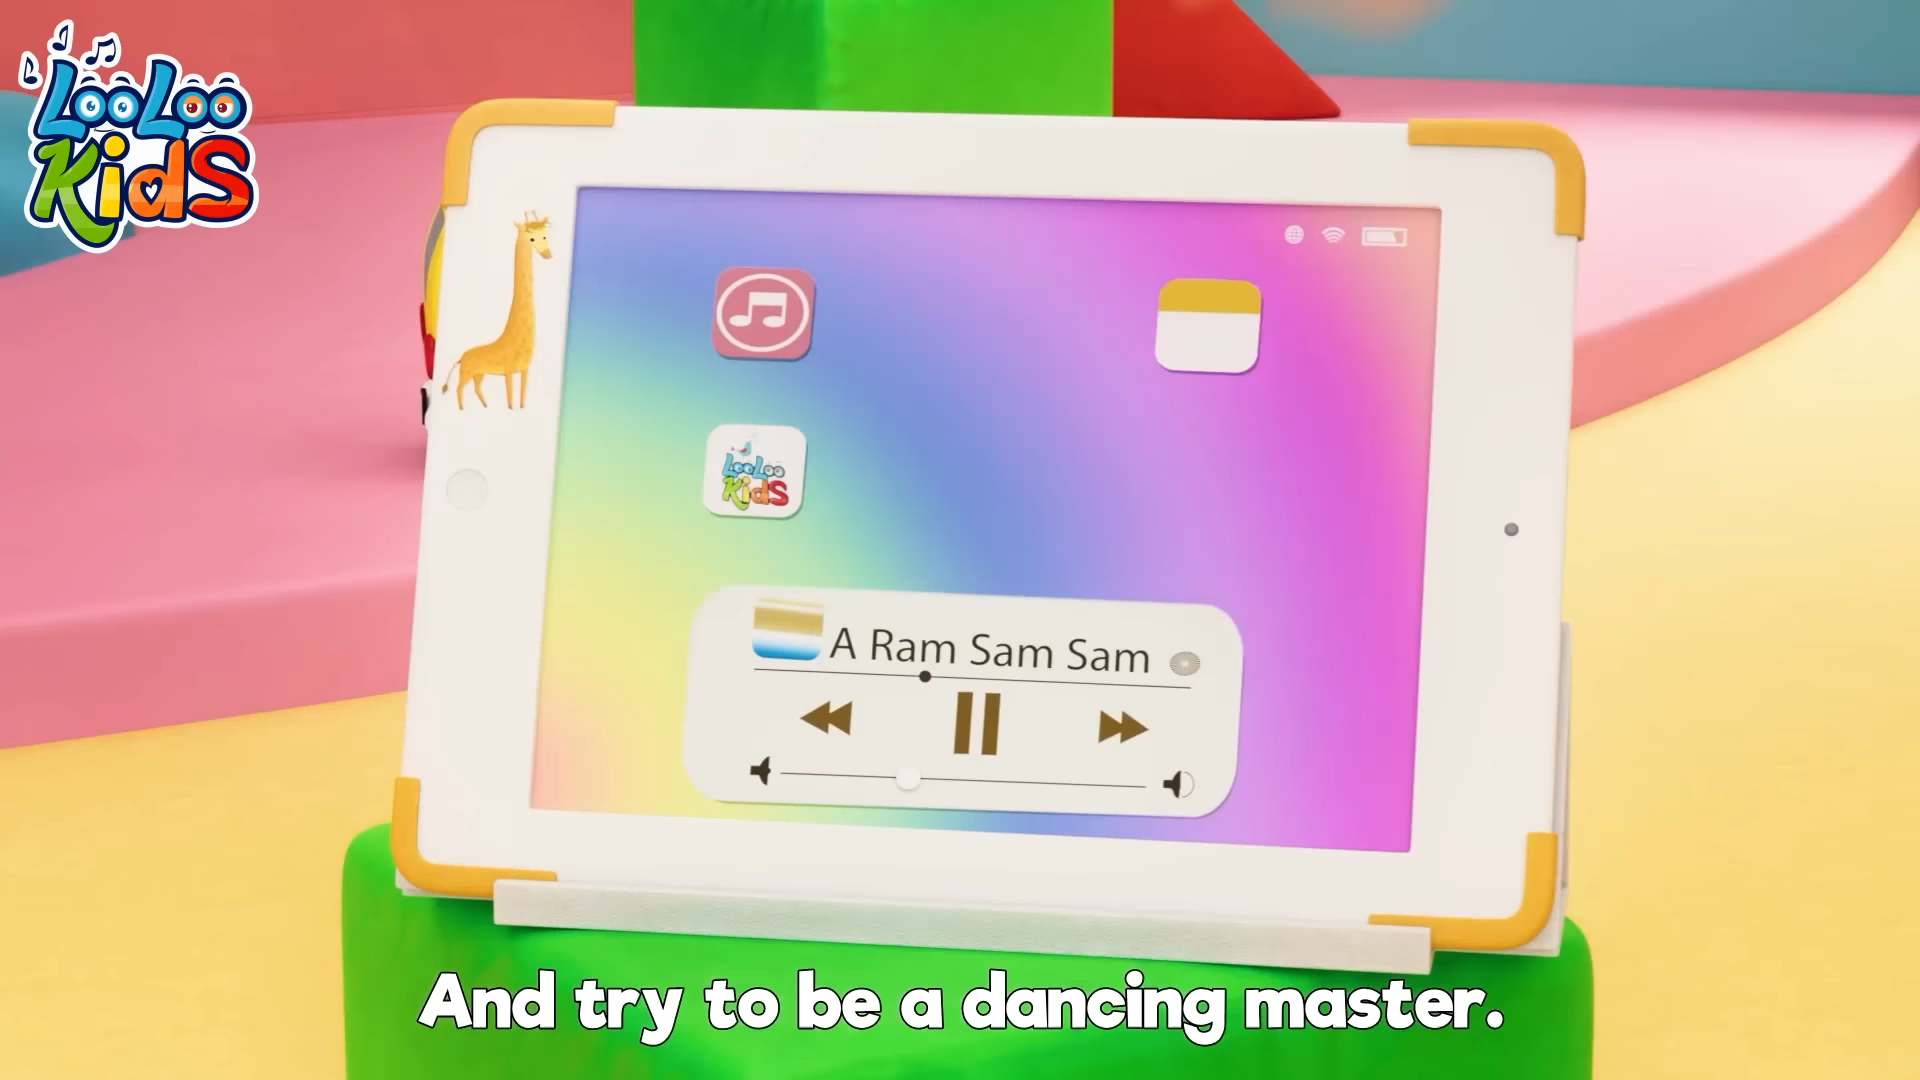 LooLoo
Kids
LooLoo
Kids
A Ram Sam Sam
And try to be a dancing master.